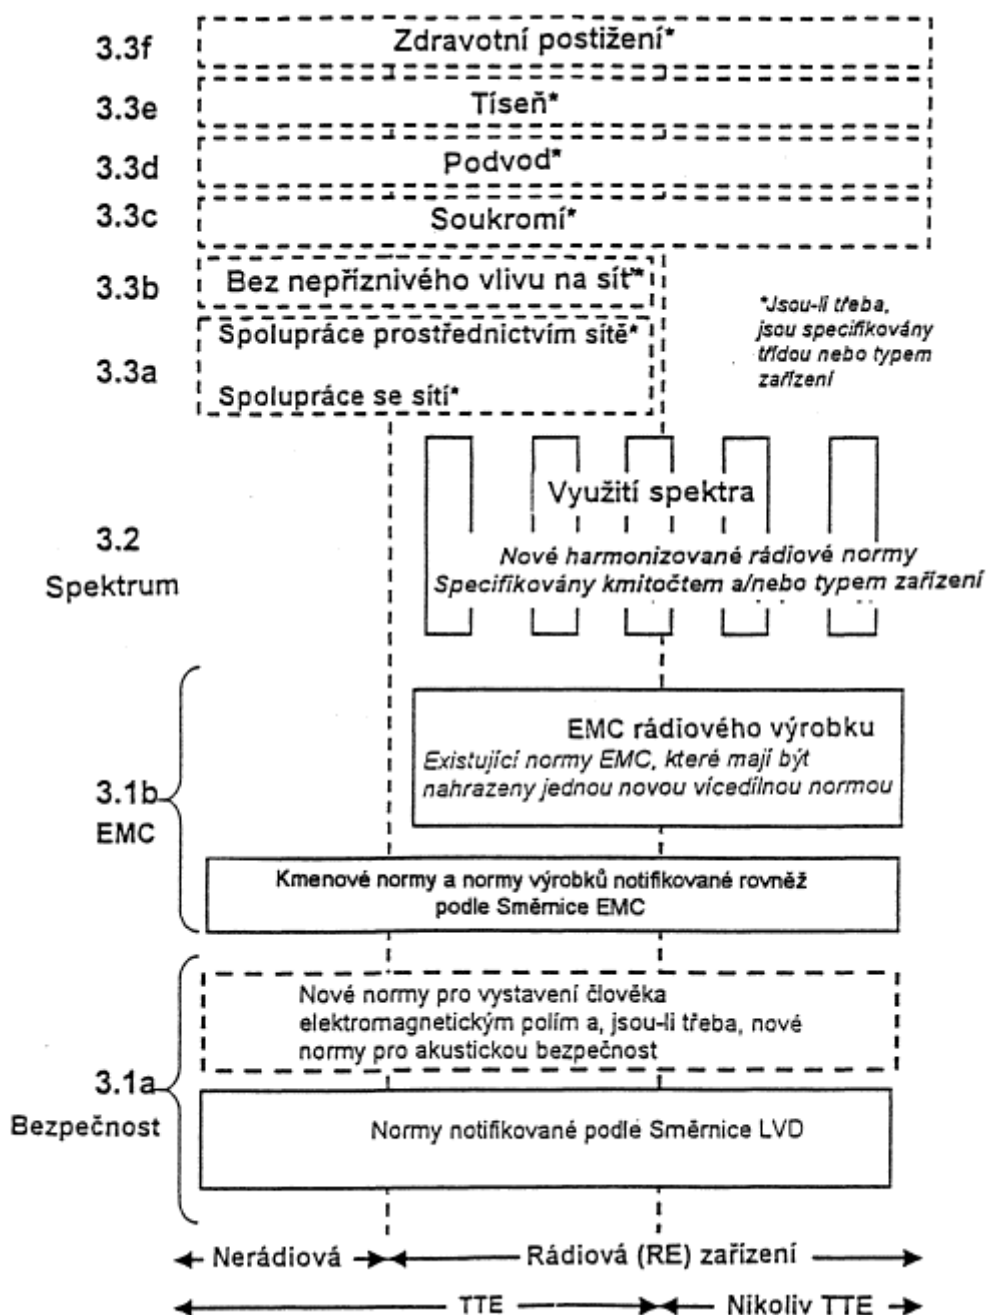 3.3f
Zdravotní postižení*
3.3e
Tíseň*
3.3d
Podvod*
3.3c
Soukromí*
3.3b
Bez nepříznivého vlivu na síť*
3.3a
Spolupráce prostřednictvím sítě*
Spolupráce se sítí*
*Jsou-li třeba,
jsou specifikovány
třídou nebo typem
zařízení
3.2
Spektrum
Využití spektra
Nové harmonizované rádiové normy
Specifikovány kmitočtem a/nebo typem zařízení
3.1b
EMC
EMC rádiového výrobku
Existující normy EMC, které mají být
nahrazeny jednou novou vícedílnou normou
Kmenové normy a normy výrobků notifikované rovněž
podle Směrnice EMC
3.1a
Bezpečnost
Nové normy pro vystavení člověka
elektromagnetickým polím a, jsou-li třeba, nové
normy pro akustickou bezpečnost
Normy notifikované podle Směrnice LVD
Nerádiová
Rádiová (RE) zařízení
TTE
Nikoliv TTE